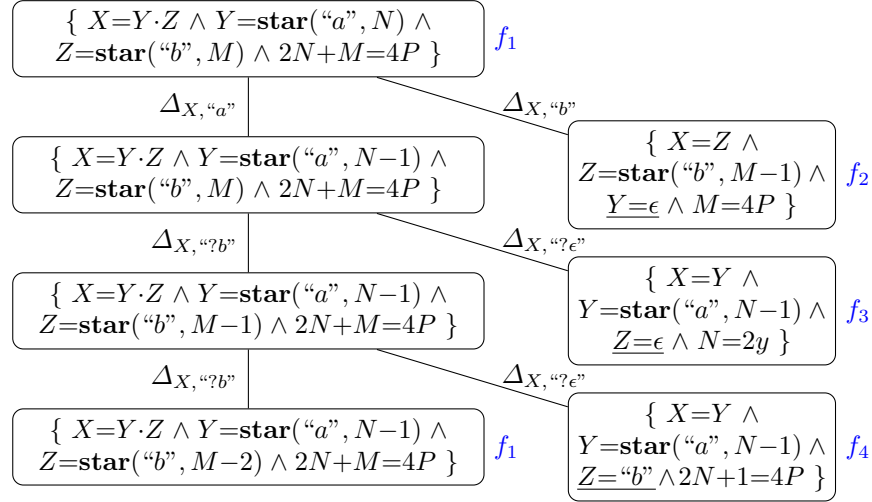 { X=Y·Z ∧ Y=star(“a”, N) ∧
Z=star(“b”, M) ∧ 2N+M=4P }
f₁
Δ_{X,“a”}
Δ_{X,“b”}
{ X=Y·Z ∧ Y=star(“a”, N−1) ∧
Z=star(“b”, M) ∧ 2N+M=4P }
{ X=Z ∧
Z=star(“b”, M−1) ∧
Y=ϵ ∧ M=4P }
f₂
Δ_{X,“?b”}
Δ_{X,“?ϵ”}
{ X=Y·Z ∧ Y=star(“a”, N−1) ∧
Z=star(“b”, M−1) ∧ 2N+M=4P }
{ X=Y ∧
Y=star(“a”, N−1) ∧
Z=ϵ ∧ N=2y }
f₃
Δ_{X,“?b”}
Δ_{X,“?ϵ”}
{ X=Y·Z ∧ Y=star(“a”, N−1) ∧
Z=star(“b”, M−2) ∧ 2N+M=4P }
f₁
{ X=Y ∧
Y=star(“a”, N−1) ∧
Z=“b” ∧2N+1=4P }
f₄